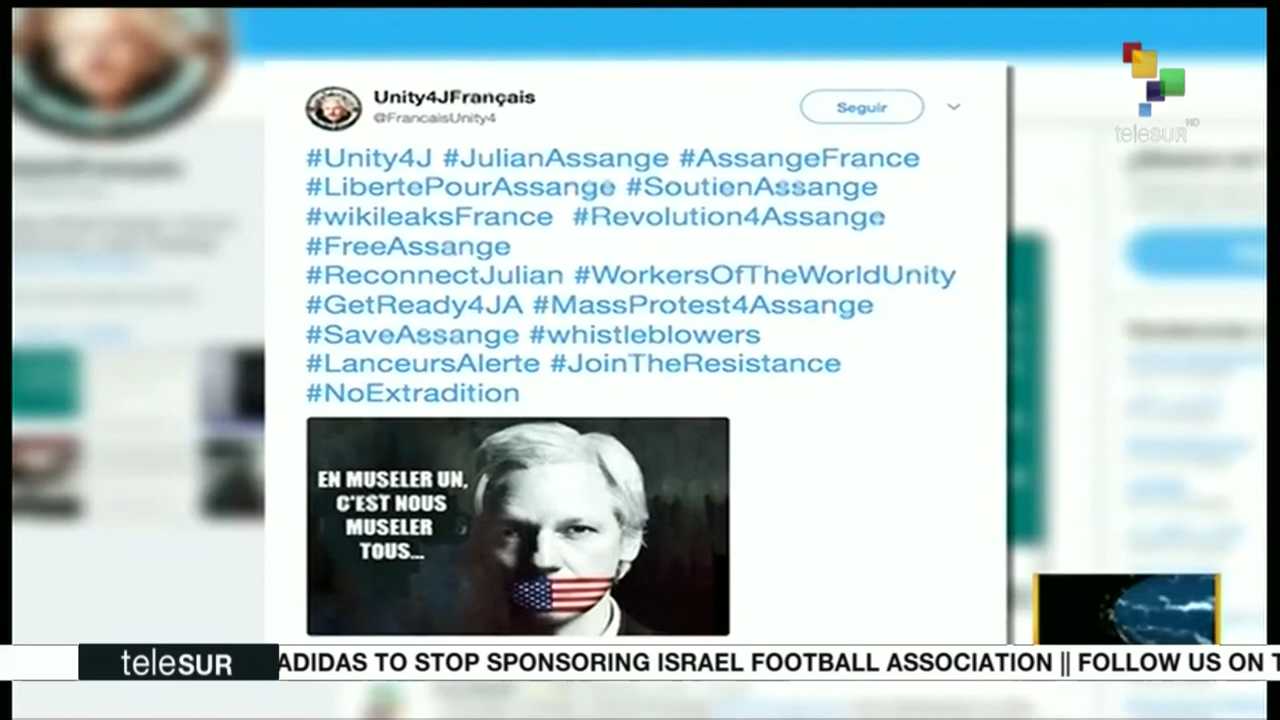 Unity4JFrançais
@FrancaisUnity4
Seguir
#Unity4J #JulianAssange #AssangeFrance
#LibertePourAssange #SoutienAssange
#wikileaksFrance #Revolution4Assange
#FreeAssange
#ReconnectJulian #WorkersOfTheWorldUnity
#GetReady4JA #MassProtest4Assange
#SaveAssange #whistleblowers
#LanceursAlerte #JoinTheResistance
#NoExtradition
EN MUSELER UN,
C'EST NOUS
MUSELER
TOUS...
teleSUR HD
teleSUR
ADIDAS TO STOP SPONSORING ISRAEL FOOTBALL ASSOCIATION || FOLLOW US ON T